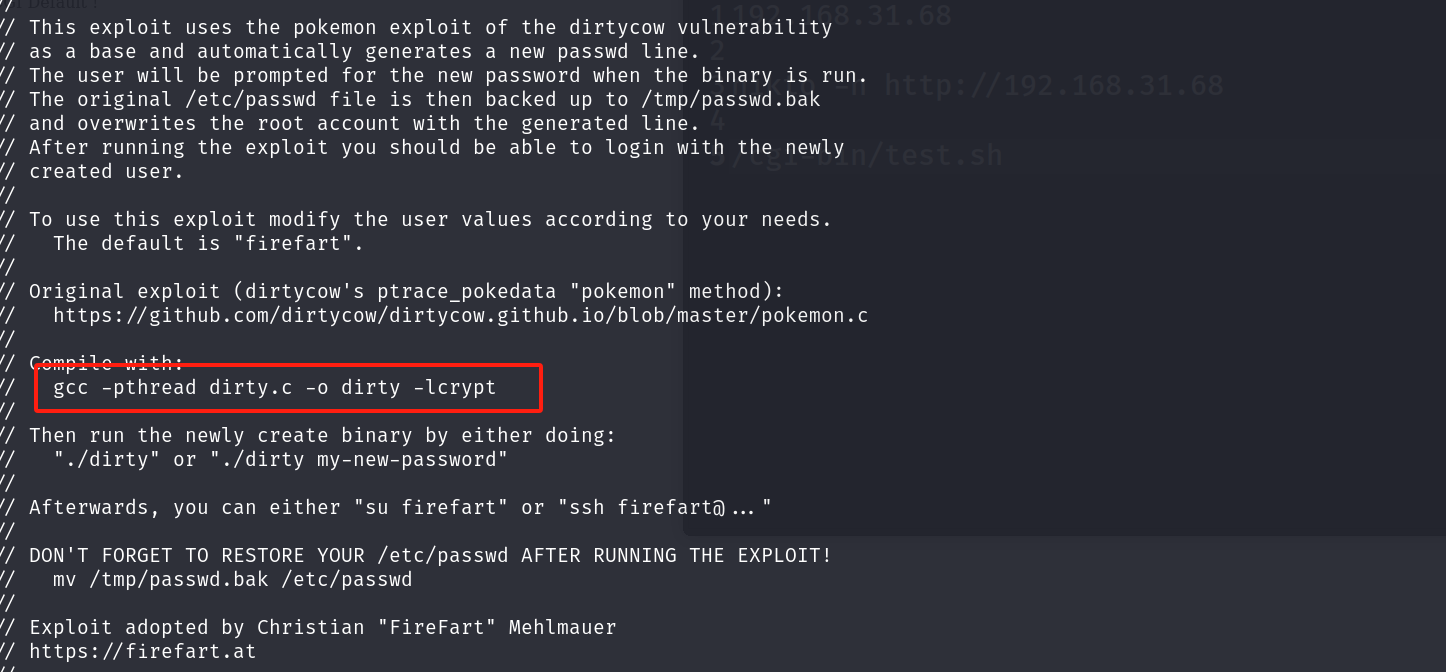 //
// This exploit uses the pokemon exploit of the dirtycow vulnerability
// as a base and automatically generates a new passwd line.
// The user will be prompted for the new password when the binary is run.
// The original /etc/passwd file is then backed up to /tmp/passwd.bak
// and overwrites the root account with the generated line.
// After running the exploit you should be able to login with the newly
// created user.
//
// To use this exploit modify the user values according to your needs.
//   The default is "firefart".
//
// Original exploit (dirtycow's ptrace_pokedata "pokemon" method):
//   https://github.com/dirtycow/dirtycow.github.io/blob/master/pokemon.c
//
// Compile with:
//   gcc -pthread dirty.c -o dirty -lcrypt
//
// Then run the newly create binary by either doing:
//   "./dirty" or "./dirty my-new-password"
//
// Afterwards, you can either "su firefart" or "ssh firefart@..."
//
// DON'T FORGET TO RESTORE YOUR /etc/passwd AFTER RUNNING THE EXPLOIT!
//   mv /tmp/passwd.bak /etc/passwd
//
// Exploit adopted by Christian "FireFart" Mehlmauer
// https://firefart.at
//
1 192.168.31.68
2
-h http://192.168.31.68
4
5 /cgi-bin/test.sh